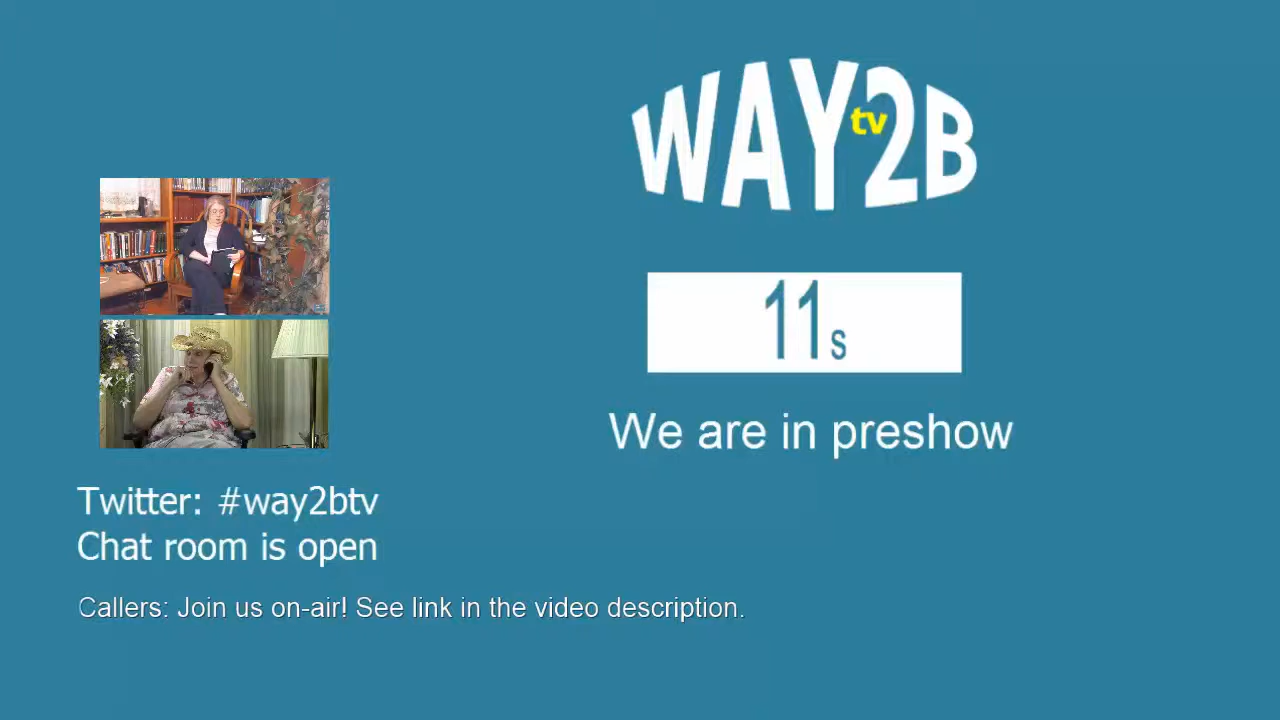 WAY tv 2B
11s
We are in preshow
Twitter: #way2btv
Chat room is open
Callers: Join us on-air! See link in the video description.